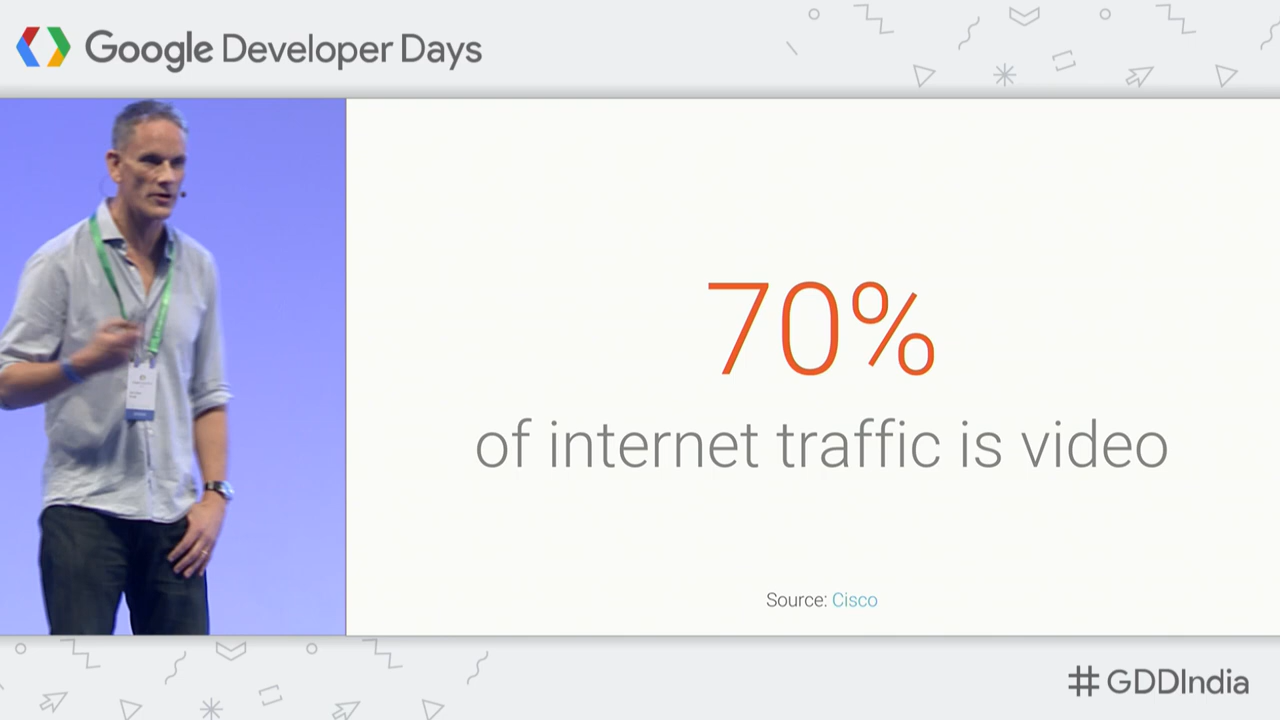 Google Developer Days
70%
of internet traffic is video
Source: Cisco
#GDDIndia